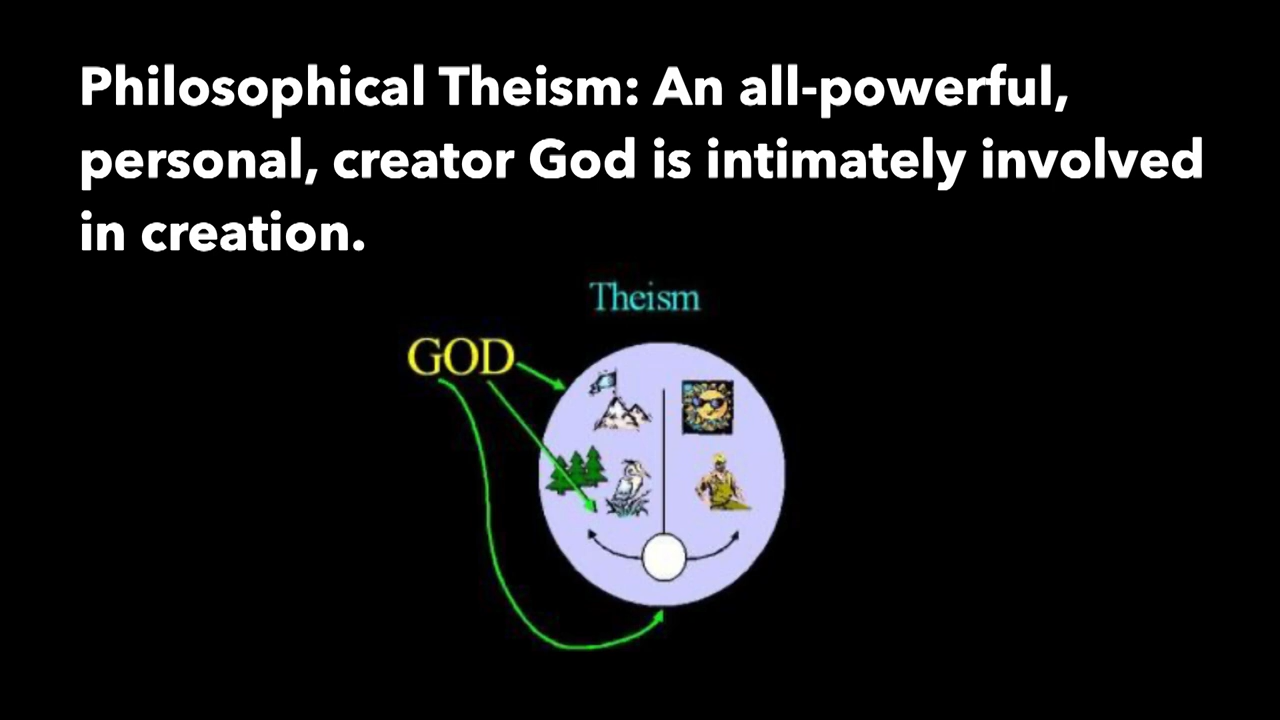 Philosophical Theism: An all-powerful,
personal, creator God is intimately involved
in creation.
Theism
GOD